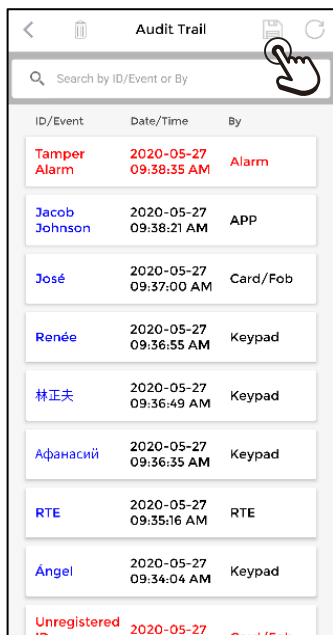 Audit Trail
Search by ID/Event or By
ID/Event Date/Time By
Tamper Alarm 2020-05-27 09:38:35 AM Alarm
Jacob Johnson 2020-05-27 09:38:21 AM APP
José 2020-05-27 09:37:00 AM Card/Fob
Renée 2020-05-27 09:36:55 AM Keypad
林正夫 2020-05-27 09:36:49 AM Keypad
Афанасий 2020-05-27 09:36:35 AM Keypad
RTE 2020-05-27 09:35:16 AM RTE
Ángel 2020-05-27 09:34:04 AM Keypad
Unregistered 2020-05-27